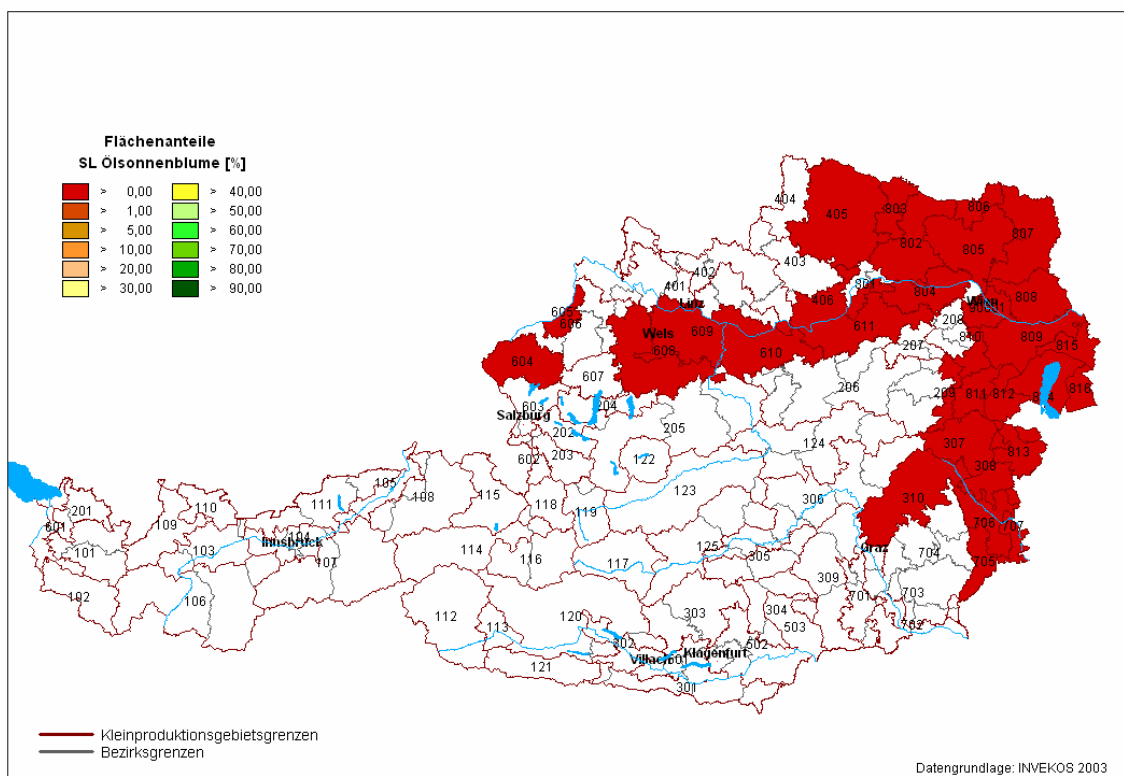 Flächenanteile
SL Ölsonnenblume [%]
> 0,00 > 40,00
> 1,00 > 50,00
> 5,00 > 60,00
> 10,00 > 70,00
> 20,00 > 80,00
> 30,00 > 90,00
404
803 806
405 807
802 805
403
402
401 801 804
Linz 406 Wien 808
605 208
606 Wels 609 611 810 809
608 610 207 815
604
607 206 209 811 812
603 204
Salzburg
202 205 124 307 813
602 203 122 308
105 108 115 123 306 310
201 110 111 118 119
601 109 706 707
101 103 104 Innsbruck 107 114 116 125 305 Graz 704 705
102 106 117 309 701 703
112 113 120 303 304 503 702
302 Klagenfurt 502
121 Villach
301
Kleinproduktionsgebietsgrenzen
Bezirksgrenzen
Datengrundlage: INVEKOS 2003